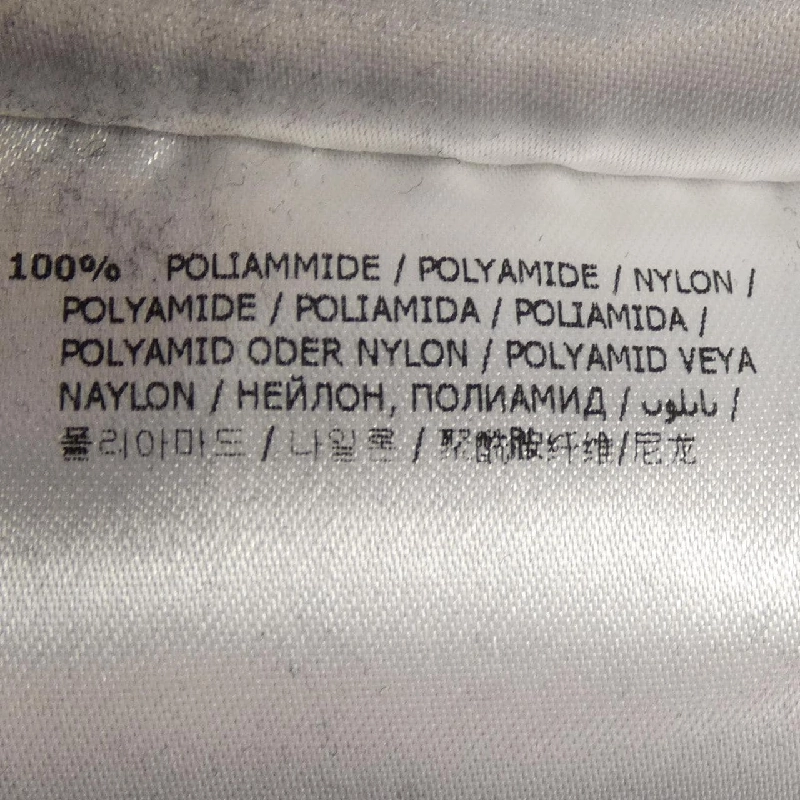 100% POLIAMMIDE / POLYAMIDE / NYLON /
POLYAMIDE / POLIAMIDA / POLIAMIDA /
POLYAMID ODER NYLON / POLYAMID VEYA
NAYLON / НЕЙЛОН, ПОЛИАМИД / نايلون /
폴리아마드 / 나일론 / 聚酰胺纤维/尼龙